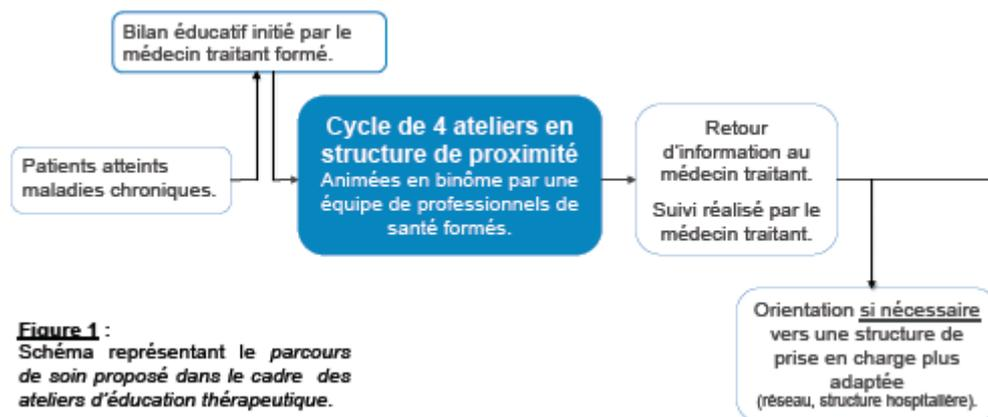 Bilan éducatif initié par le
médecin traitant formé.
Patients atteints
maladies chroniques.
Cycle de 4 ateliers en
structure de proximité
Animées en binôme par une
équipe de professionnels de
santé formés.
Retour
d'information au
médecin traitant.
Suivi réalisé par le
médecin traitant.
Orientation si nécessaire
vers une structure de
prise en charge plus
adaptée
(réseau, structure hospitalière).
Figure 1 :
Schéma représentant le parcours
de soin proposé dans le cadre des
ateliers d'éducation thérapeutique.